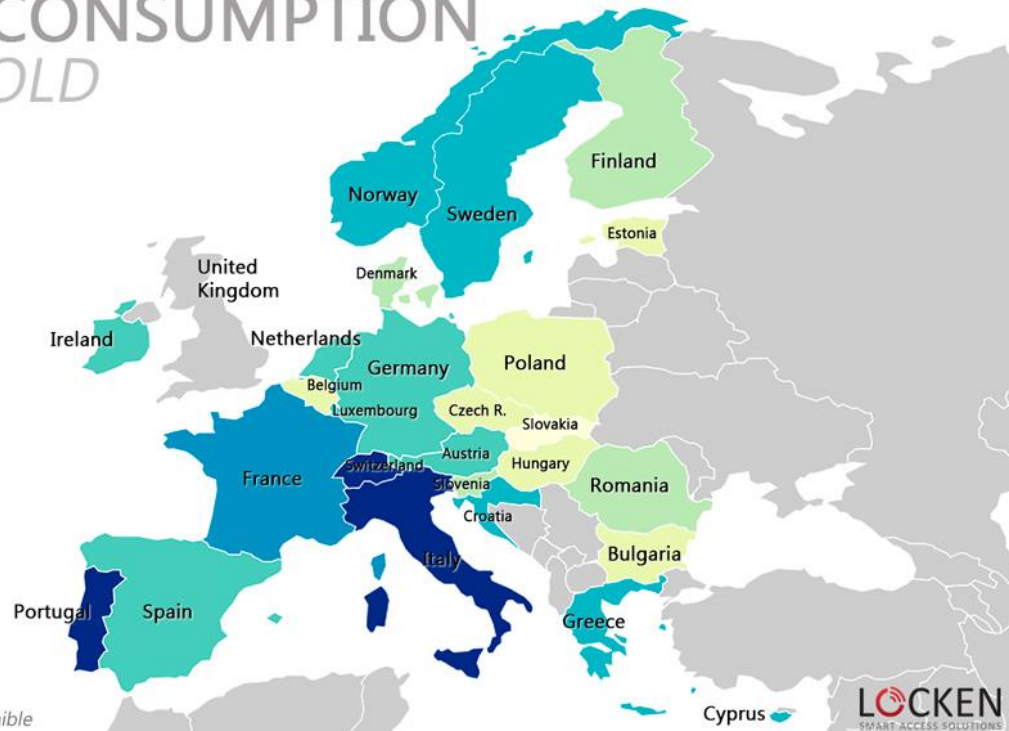 CONSUMPTION
OLD
Norway
Sweden
Finland
Estonia
Denmark
United
Kingdom
Ireland
Netherlands
Germany
Poland
Belgium
Luxembourg
Czech R.
Slovakia
Austria
Hungary
France
Switzerland
Slovenia
Romania
Croatia
Italy
Bulgaria
Portugal
Spain
Greece
Cyprus
LOCKEN
SMART ACCESS SOLUTIONS